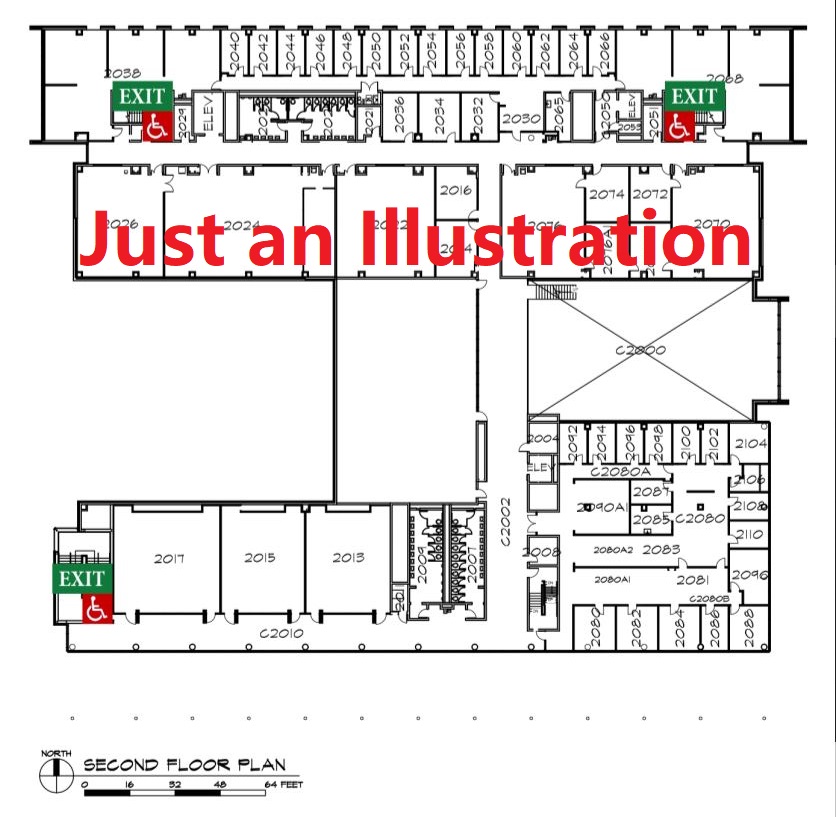 2040 2042 2044 2046 2048 2050 2052 2054 2056 2058 2060 2062 2064 2066
2038 2068
EXIT EXIT
2029 ELEV 2021 2036 2034 2032 2030 2065 2050 ELEV 2053 2051
2016 2074 2072
2026 2024 2022 2014 2076 2076A1 2070
Just an Illustration
C2000
2004 2092 2094 2096 2098 2100 2102 2104
ELEV C2080A 2106
2087
2090A1 2108
C2002 2085 C2080
2110
2017 2015 2013 2009 2007 2008 2080A2 2083
EXIT 2080A1 2081 2096
C2080B
2080 2082 2084 2086 2088
C2010
NORTH
SECOND FLOOR PLAN
0 16 32 48 64 FEET